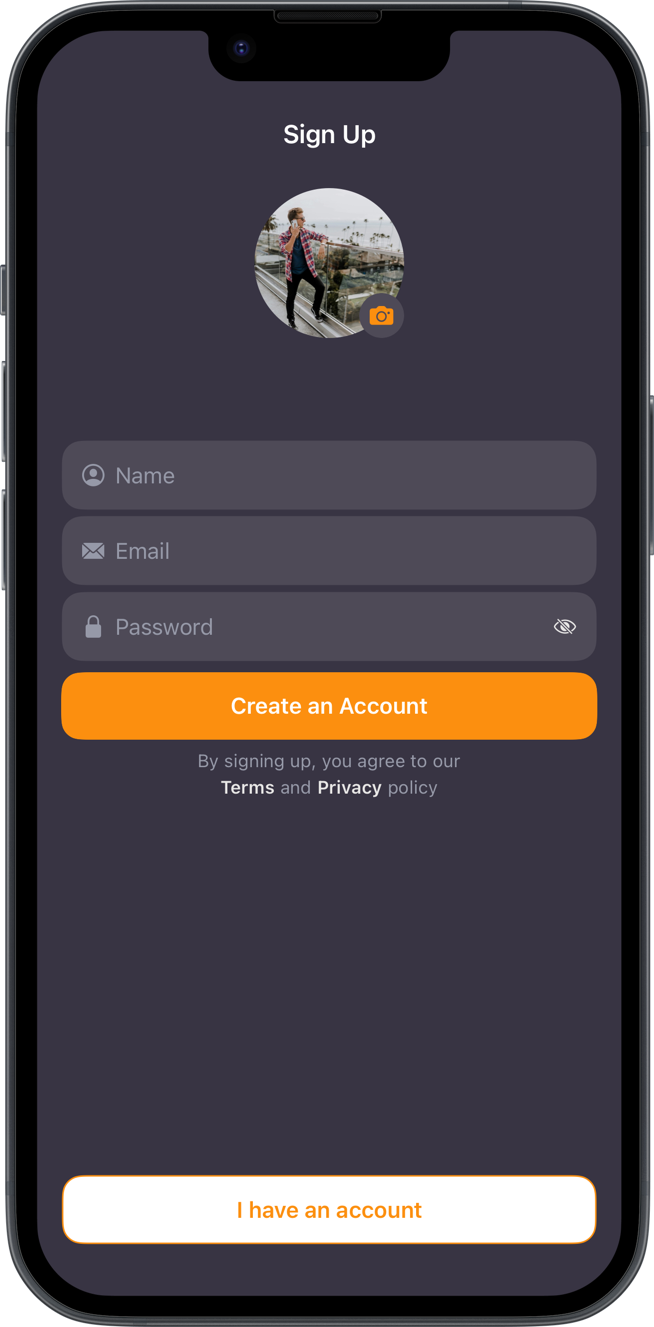 Sign Up
Name
Email
Password
Create an Account
By signing up, you agree to our
Terms and Privacy policy
I have an account